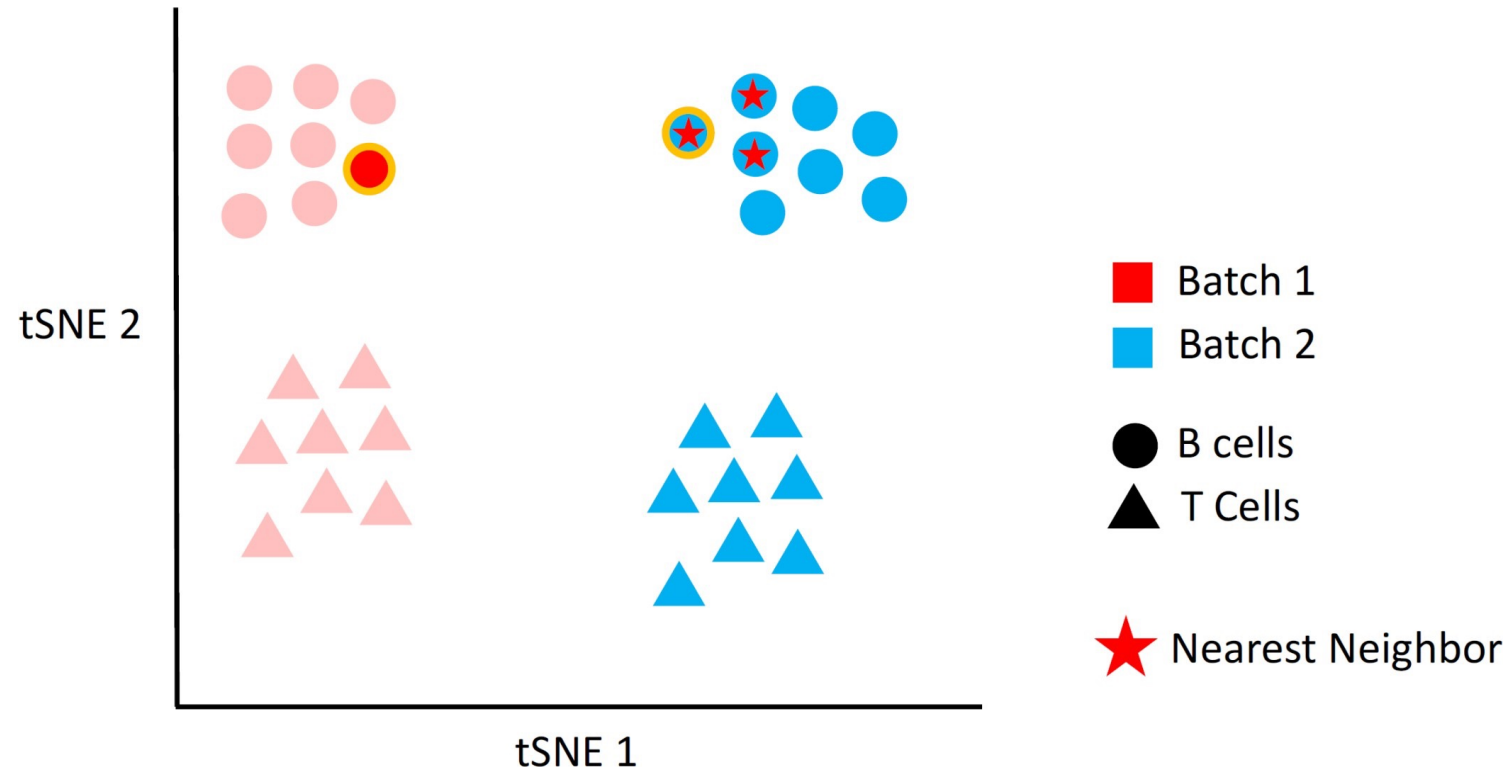 tSNE 2
tSNE 1
Batch 1
Batch 2
B cells
T Cells
Nearest Neighbor